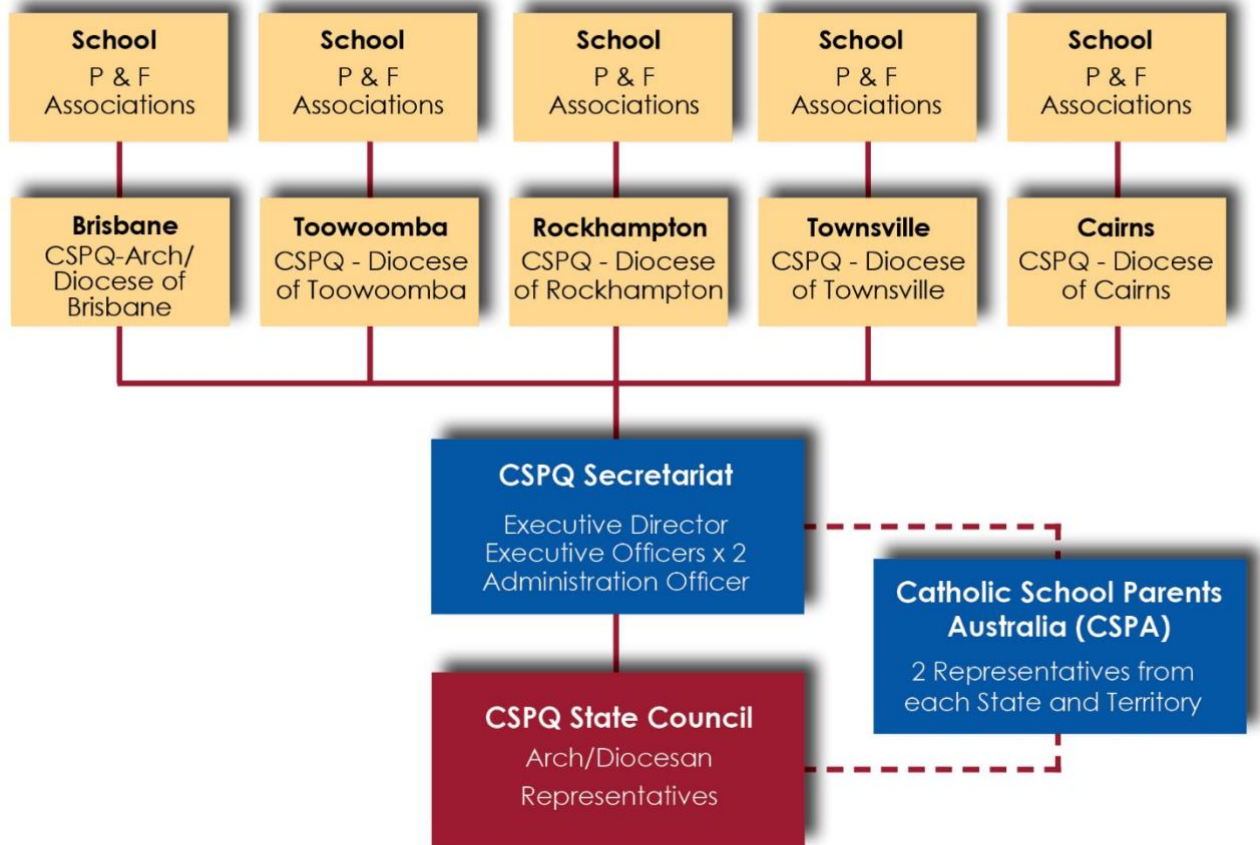 School
P & F
Associations
School
P & F
Associations
School
P & F
Associations
School
P & F
Associations
School
P & F
Associations
Brisbane
CSPQ-Arch/
Diocese of
Brisbane
Toowoomba
CSPQ - Diocese
of Toowoomba
Rockhampton
CSPQ - Diocese
of Rockhampton
Townsville
CSPQ - Diocese
of Townsville
Cairns
CSPQ - Diocese
of Cairns
CSPQ Secretariat
Executive Director
Executive Officers x 2
Administration Officer
Catholic School Parents
Australia (CSPA)
2 Representatives from
each State and Territory
CSPQ State Council
Arch/Diocesan
Representatives